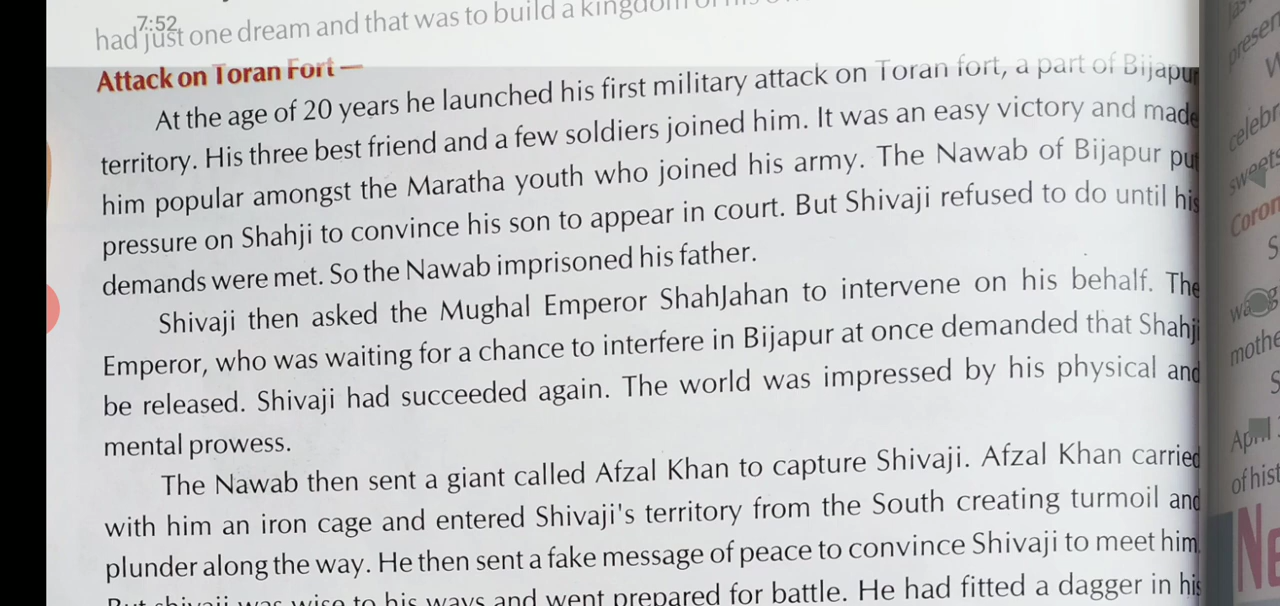 7:52
had just one dream and that was to build a kingdom of his
Attack on Toran Fort —
At the age of 20 years he launched his first military attack on Toran fort, a part of Bijapur
territory. His three best friend and a few soldiers joined him. It was an easy victory and made
him popular amongst the Maratha youth who joined his army. The Nawab of Bijapur put
pressure on Shahji to convince his son to appear in court. But Shivaji refused to do until his
demands were met. So the Nawab imprisoned his father.
Shivaji then asked the Mughal Emperor ShahJahan to intervene on his behalf. The
Emperor, who was waiting for a chance to interfere in Bijapur at once demanded that Shahji
be released. Shivaji had succeeded again. The world was impressed by his physical and
mental prowess.
The Nawab then sent a giant called Afzal Khan to capture Shivaji. Afzal Khan carried
with him an iron cage and entered Shivaji's territory from the South creating turmoil and
plunder along the way. He then sent a fake message of peace to convince Shivaji to meet him.
But shivaji was wise to his ways and went prepared for battle. He had fitted a dagger in his
presen
W
celebr
sweets
Coron
S
mothe
S
of hist
Ne